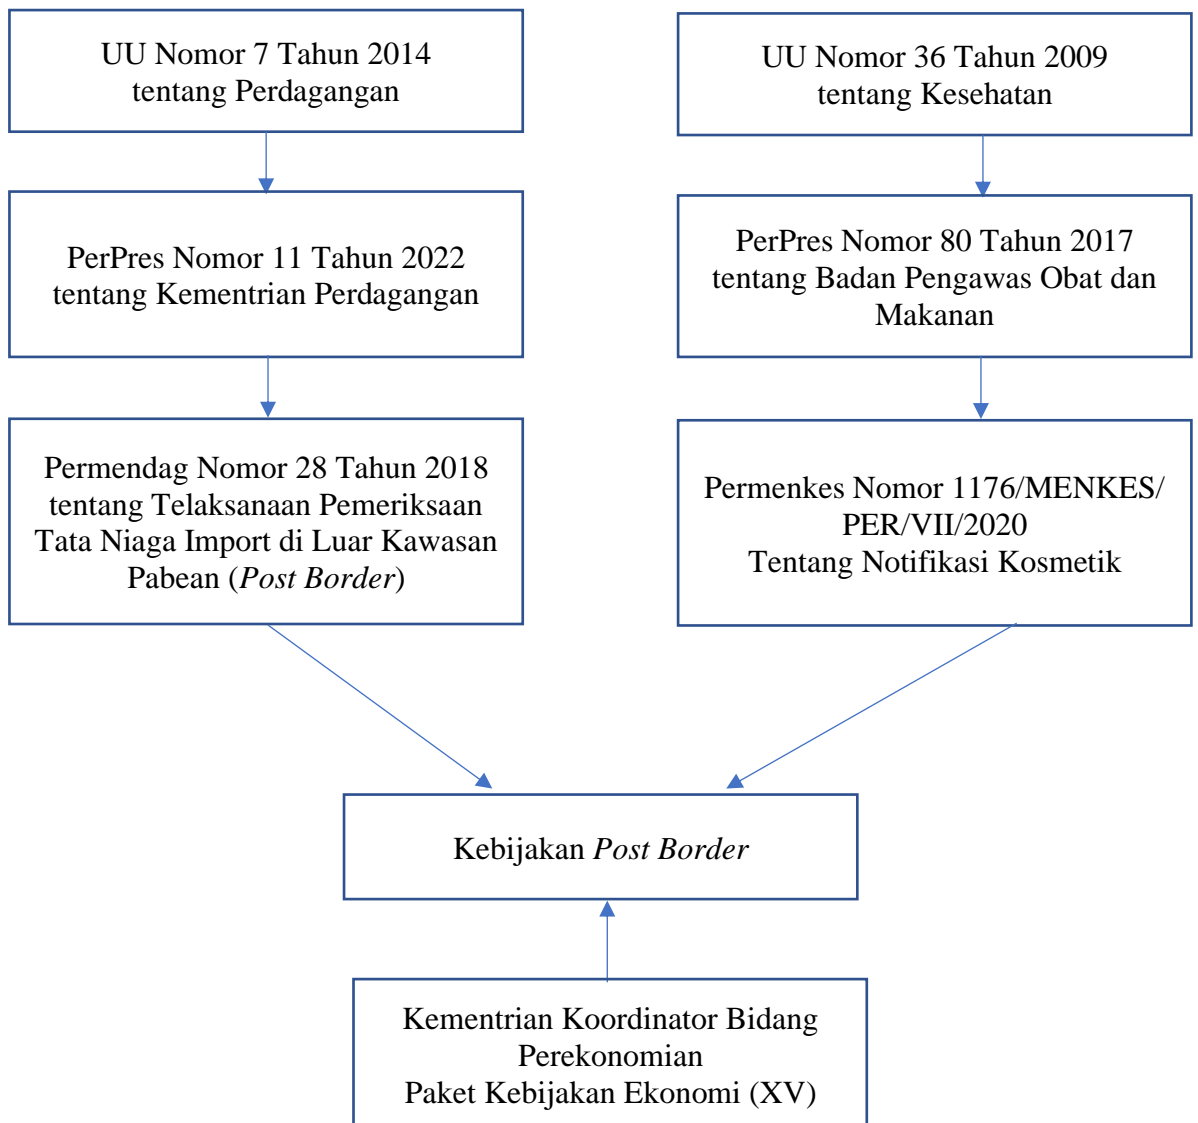 UU Nomor 7 Tahun 2014
tentang Perdagangan
UU Nomor 36 Tahun 2009
tentang Kesehatan
PerPres Nomor 11 Tahun 2022
tentang Kementrian Perdagangan
PerPres Nomor 80 Tahun 2017
tentang Badan Pengawas Obat dan
Makanan
Permendag Nomor 28 Tahun 2018
tentang Telaksanaan Pemeriksaan
Tata Niaga Import di Luar Kawasan
Pabean (Post Border)
Permenkes Nomor 1176/MENKES/
PER/VII/2020
Tentang Notifikasi Kosmetik
Kebijakan Post Border
Kementrian Koordinator Bidang
Perekonomian
Paket Kebijakan Ekonomi (XV)